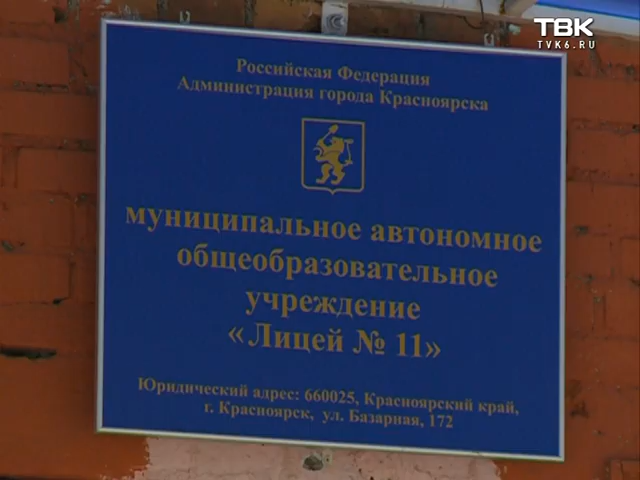 ТВК
TVK6.RU
Российская Федерация
Администрация города Красноярска
муниципальное автономное
общеобразовательное
учреждение
«Лицей № 11»
Юридический адрес: 660025, Красноярский край,
г. Красноярск, ул. Базарная, 172